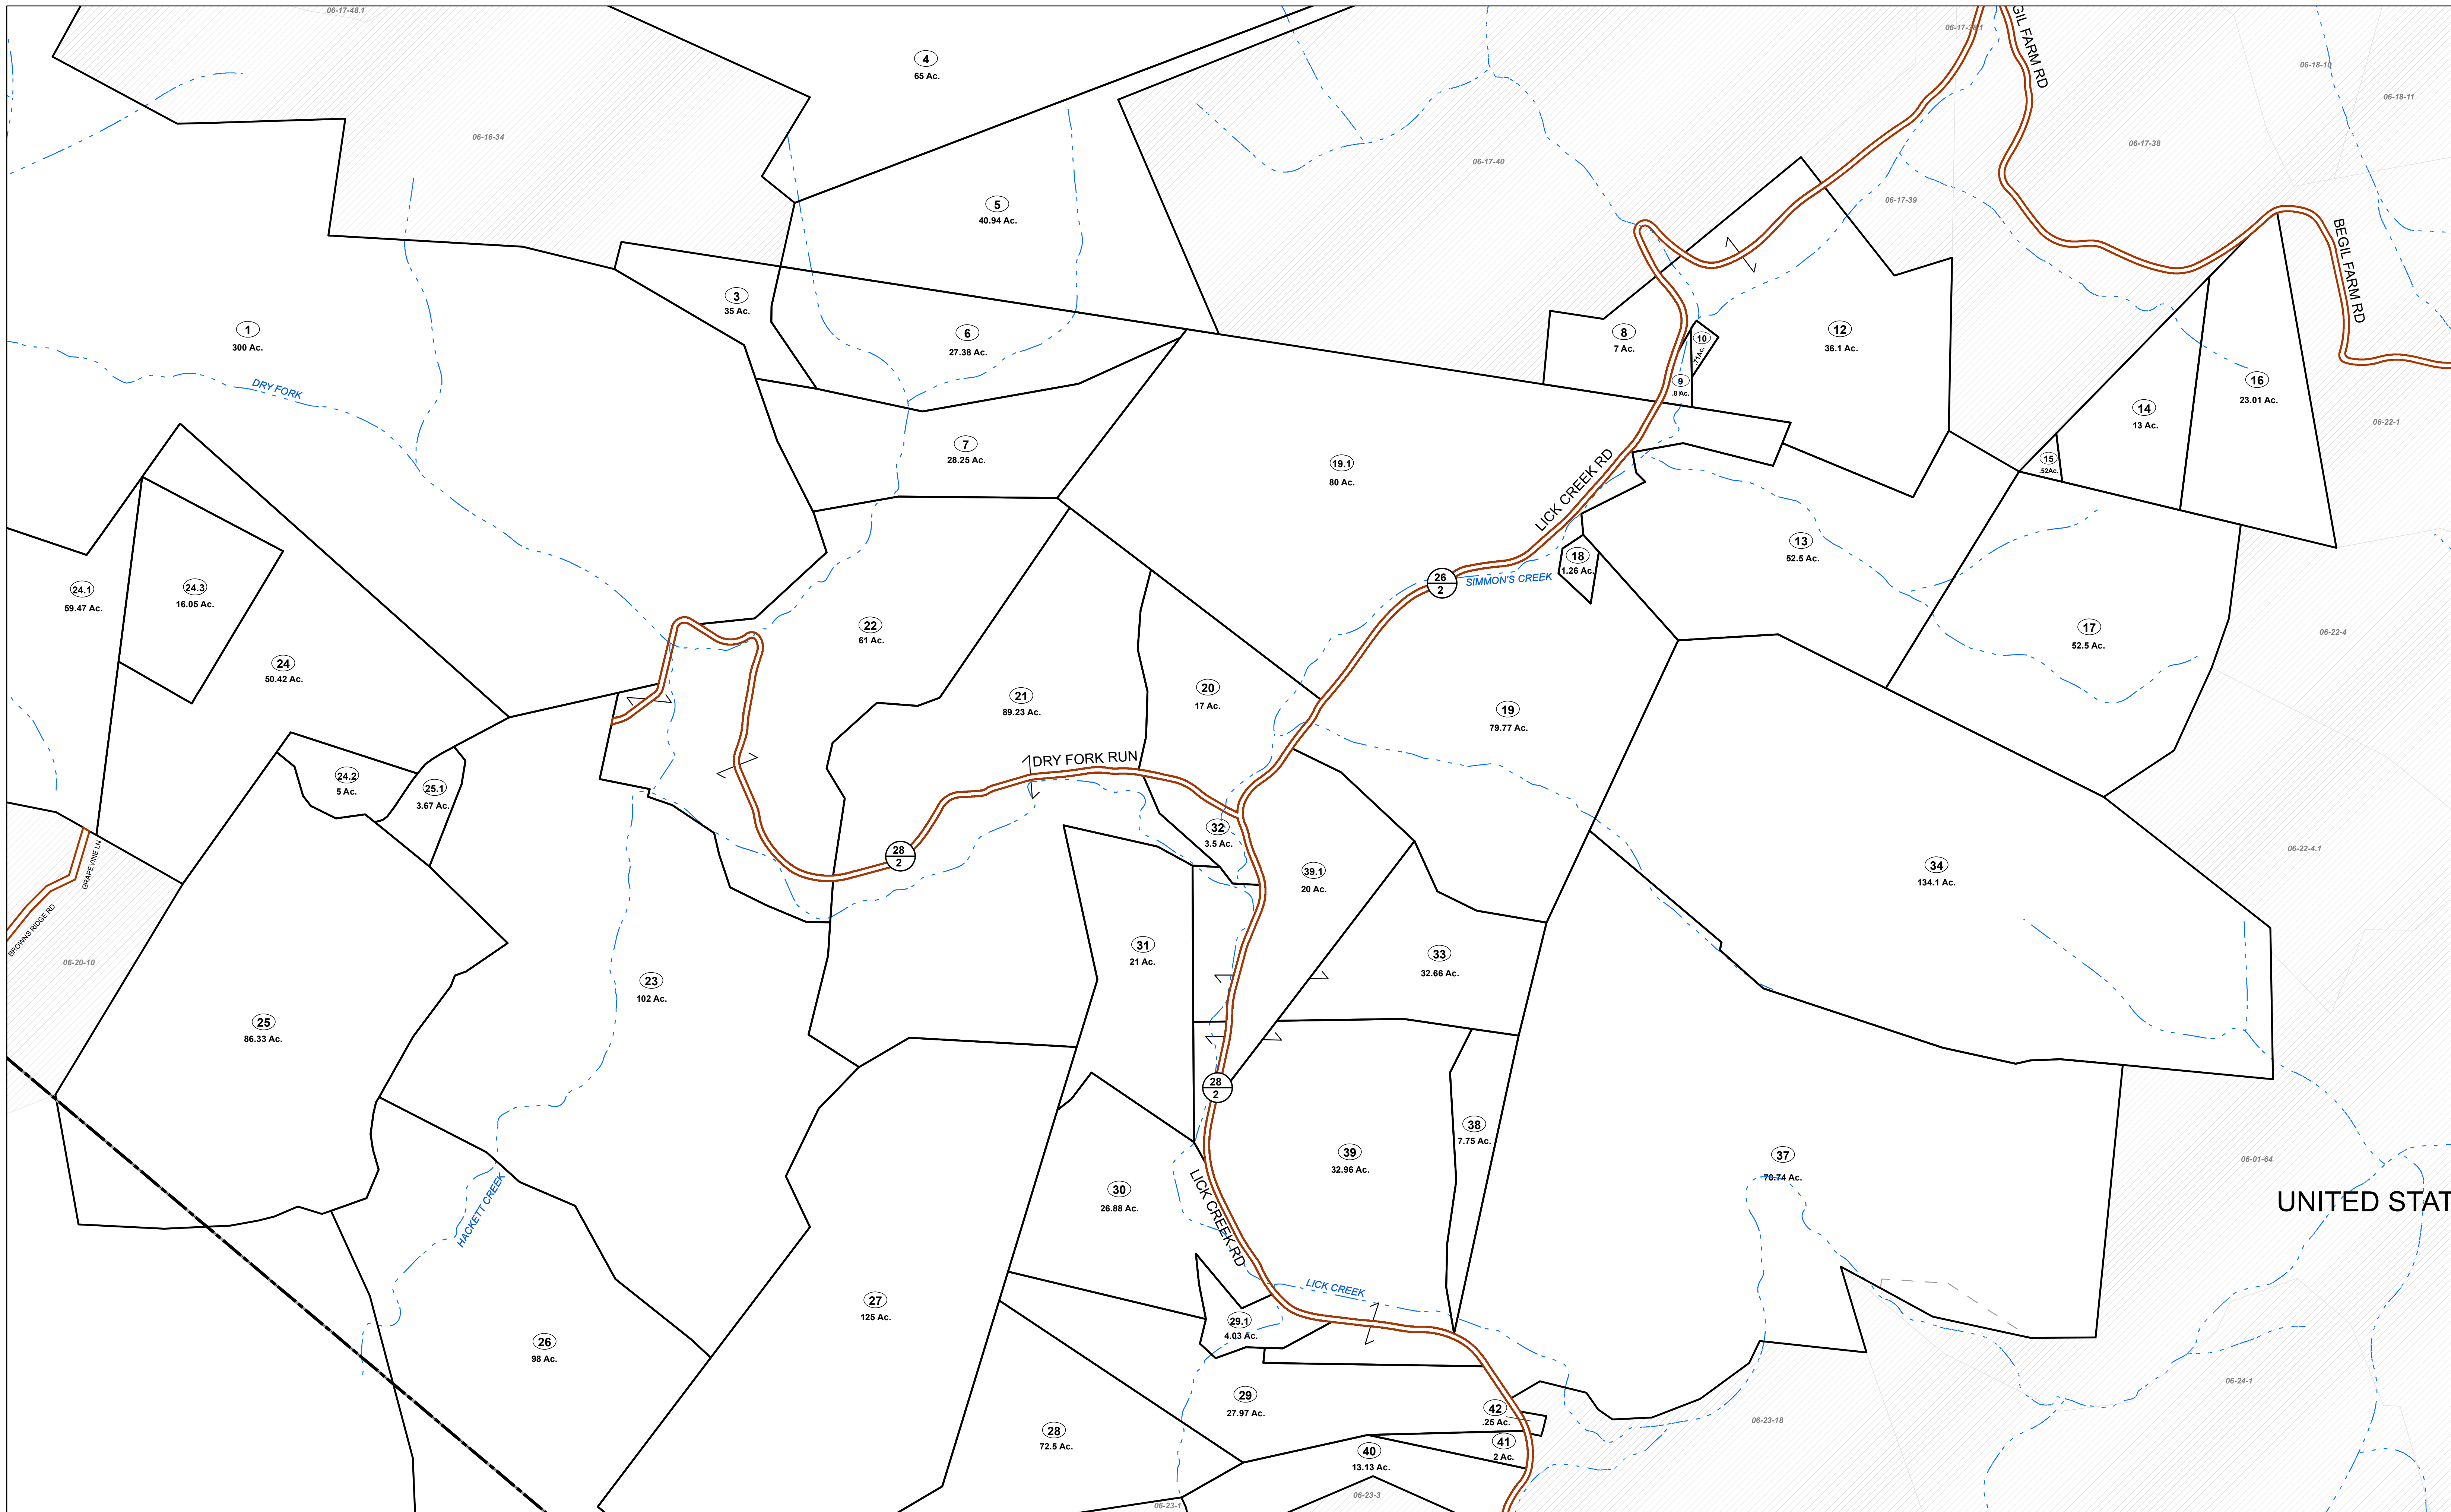 06-17-48.1
06-17-38.1
GIL FARM RD
4
65 Ac.
06-18-10
06-18-11
06-16-34
06-17-38
06-17-40
06-17-39
5
40.94 Ac.
BEGIL FARM RD
3
35 Ac.
1
300 Ac.
6
27.38 Ac.
8
7 Ac.
10
.71Ac.
12
36.1 Ac.
9
.8 Ac.
16
23.01 Ac.
DRY FORK
14
13 Ac.
06-22-1
7
28.25 Ac.
15
.52Ac.
19.1
80 Ac.
LICK CREEK RD
13
52.5 Ac.
18
1.26 Ac.
26
2
SIMMON'S CREEK
24.1
59.47 Ac.
24.3
16.05 Ac.
22
61 Ac.
17
52.5 Ac.
06-22-4
24
50.42 Ac.
20
17 Ac.
21
89.23 Ac.
19
79.77 Ac.
DRY FORK RUN
24.2
5 Ac.
25.1
3.67 Ac.
32
3.5 Ac.
28
2
06-22-4.1
GRAPEVINE LN
39.1
20 Ac.
34
134.1 Ac.
BROWNS RIDGE RD
31
21 Ac.
33
32.66 Ac.
06-20-10
23
102 Ac.
25
86.33 Ac.
28
2
38
7.75 Ac.
39
32.96 Ac.
37
70.74 Ac.
06-01-64
30
26.88 Ac.
UNITED STAT
HACKETT CREEK
LICK CREEK RD
LICK CREEK
27
125 Ac.
29.1
4.03 Ac.
26
98 Ac.
06-24-1
29
27.97 Ac.
42
.25 Ac.
06-23-18
28
72.5 Ac.
41
2 Ac.
40
13.13 Ac.
06-23-3
06-23-1